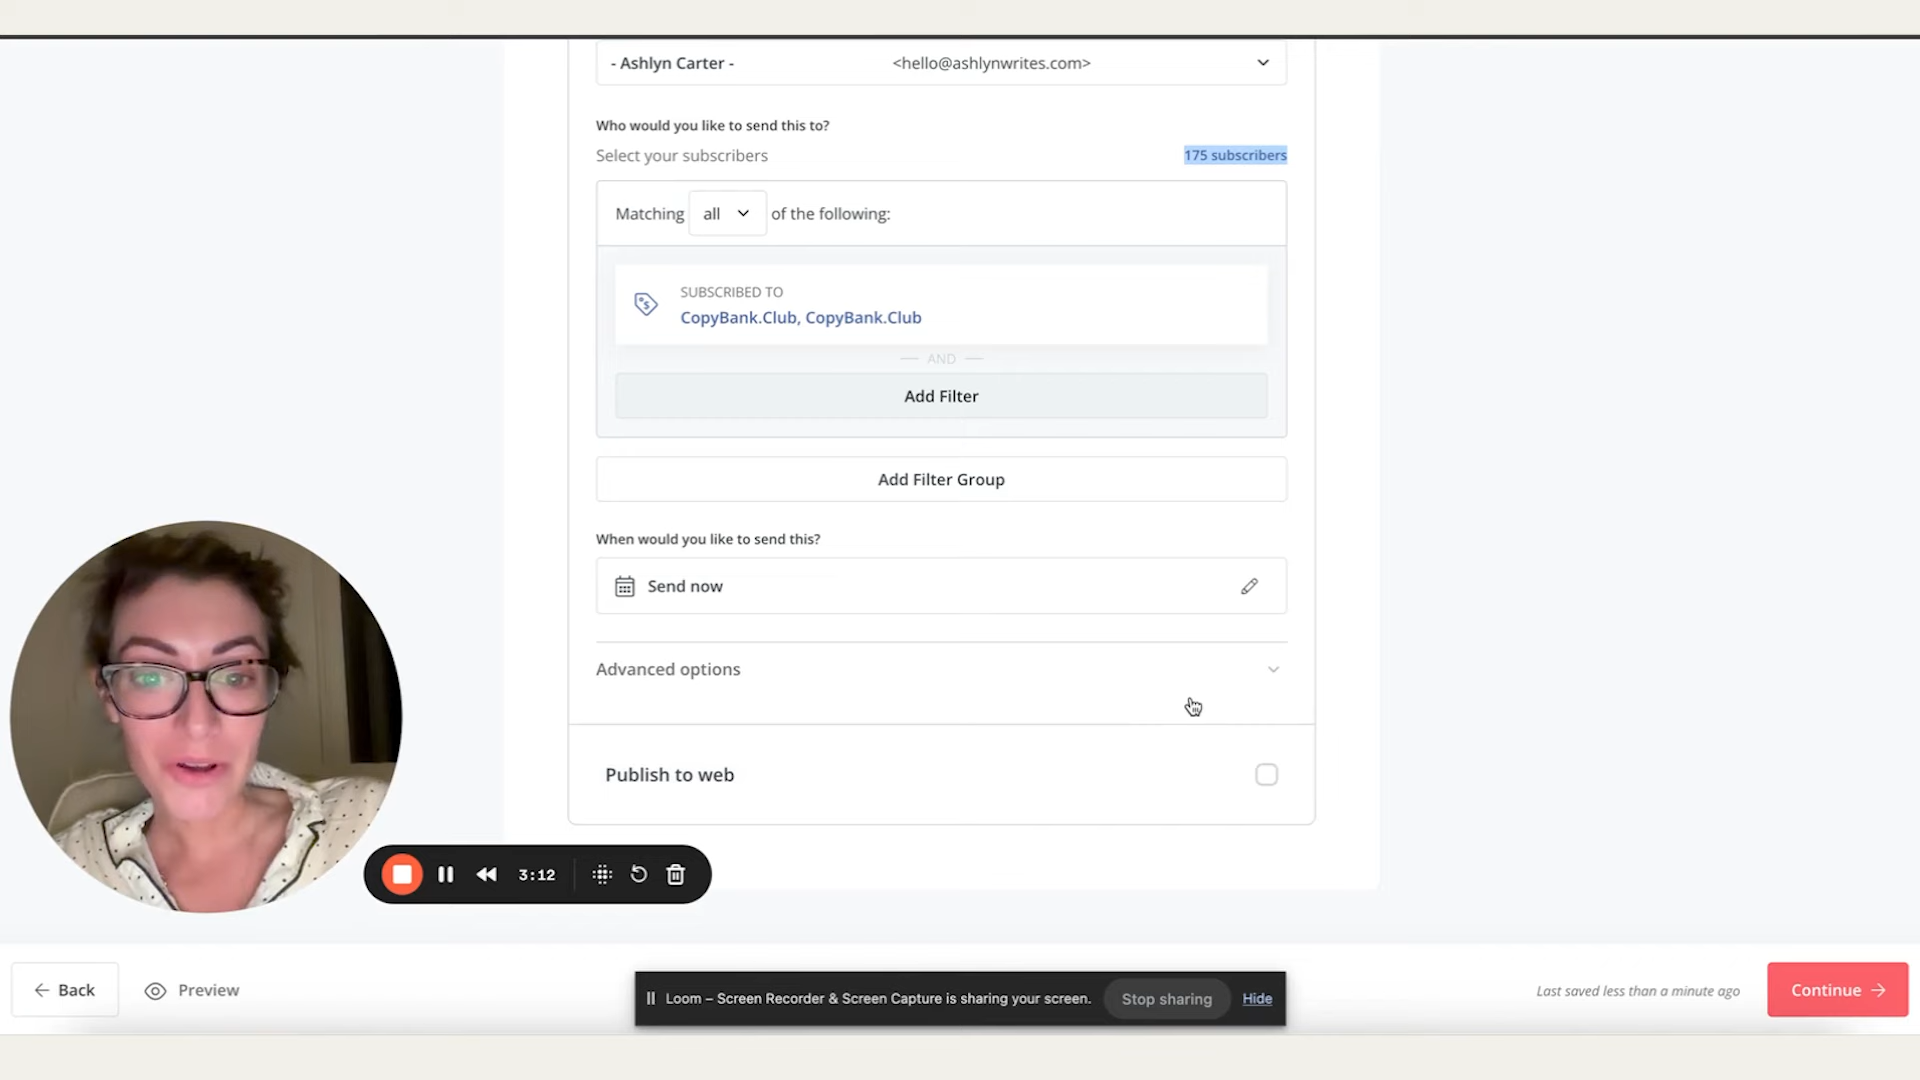 - Ashlyn Carter - <hello@ashlynwrites.com>
Who would you like to send this to?
Select your subscribers 175 subscribers
Matching all of the following:
SUBSCRIBED TO
CopyBank.Club, CopyBank.Club
AND
Add Filter
Add Filter Group
When would you like to send this?
Send now
Advanced options
Publish to web
3:12
Back Preview
Loom – Screen Recorder & Screen Capture is sharing your screen. Stop sharing Hide
Last saved less than a minute ago Continue